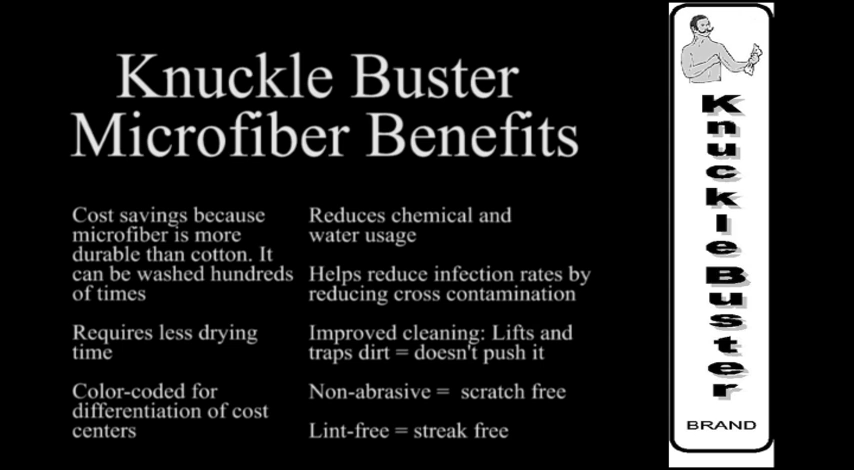 Knuckle Buster
Microfiber Benefits
Cost savings because
microfiber is more
durable than cotton. It
can be washed hundreds
of times
Requires less drying
time
Color-coded for
differentiation of cost
centers
Reduces chemical and
water usage
Helps reduce infection rates by
reducing cross contamination
Improved cleaning: Lifts and
traps dirt = doesn't push it
Non-abrasive = scratch free
Lint-free = streak free
KnuckleBuster
BRAND